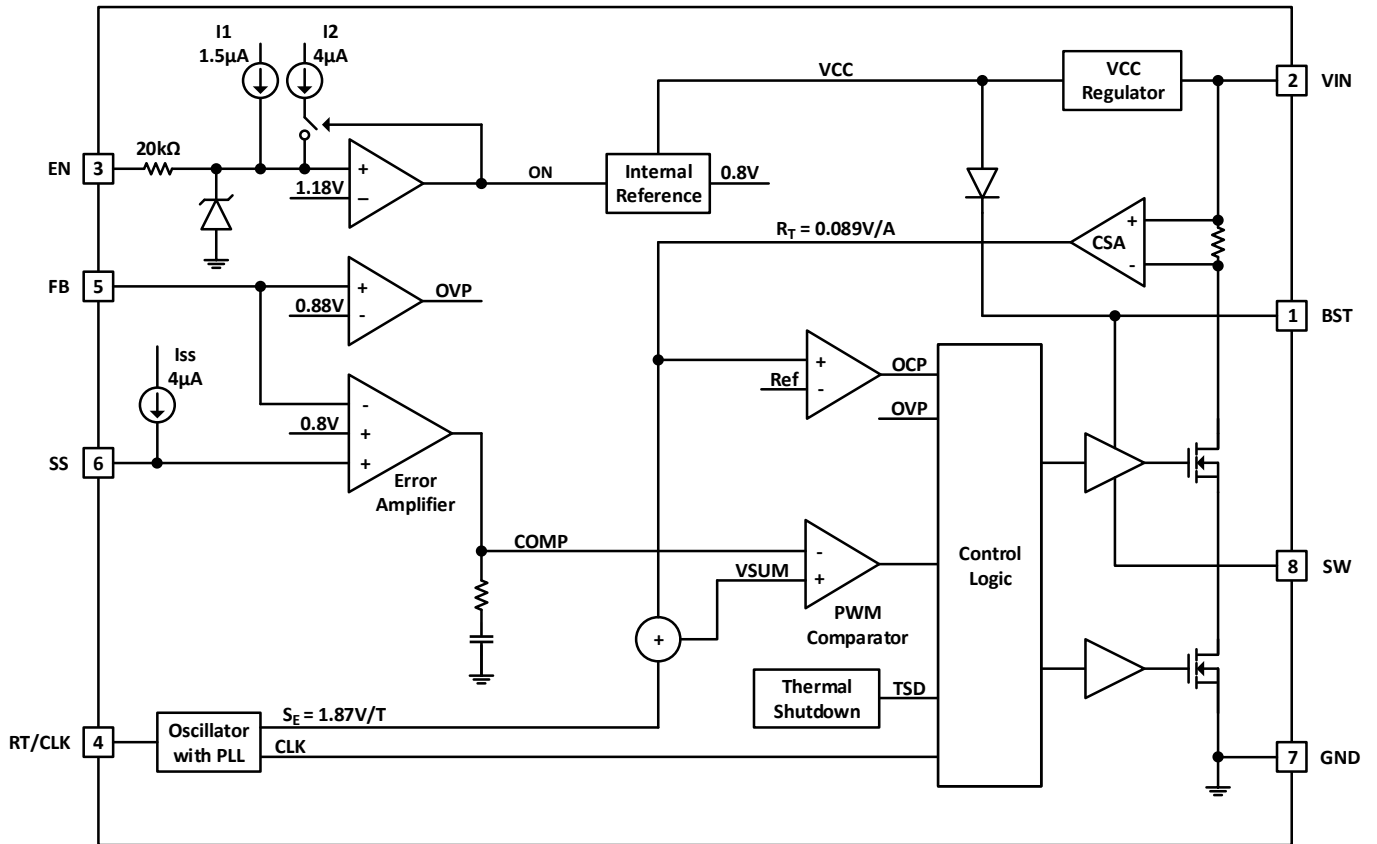 I1
1.5µA
I2
4µA
VCC
VCC
Regulator
2
VIN
EN
3
20kΩ
+
1.18V
−
ON
Internal
Reference
0.8V
R_T = 0.089V/A
+
CSA
-
FB
5
+
0.88V
-
OVP
1
BST
Iss
4µA
-
0.8V
+
+
SS
6
Error
Amplifier
+
Ref
-
OCP
OVP
COMP
-
VSUM
+
PWM
Comparator
Control
Logic
8
SW
+
Thermal
Shutdown
TSD
S_E = 1.87V/T
RT/CLK
4
Oscillator
with PLL
CLK
7
GND